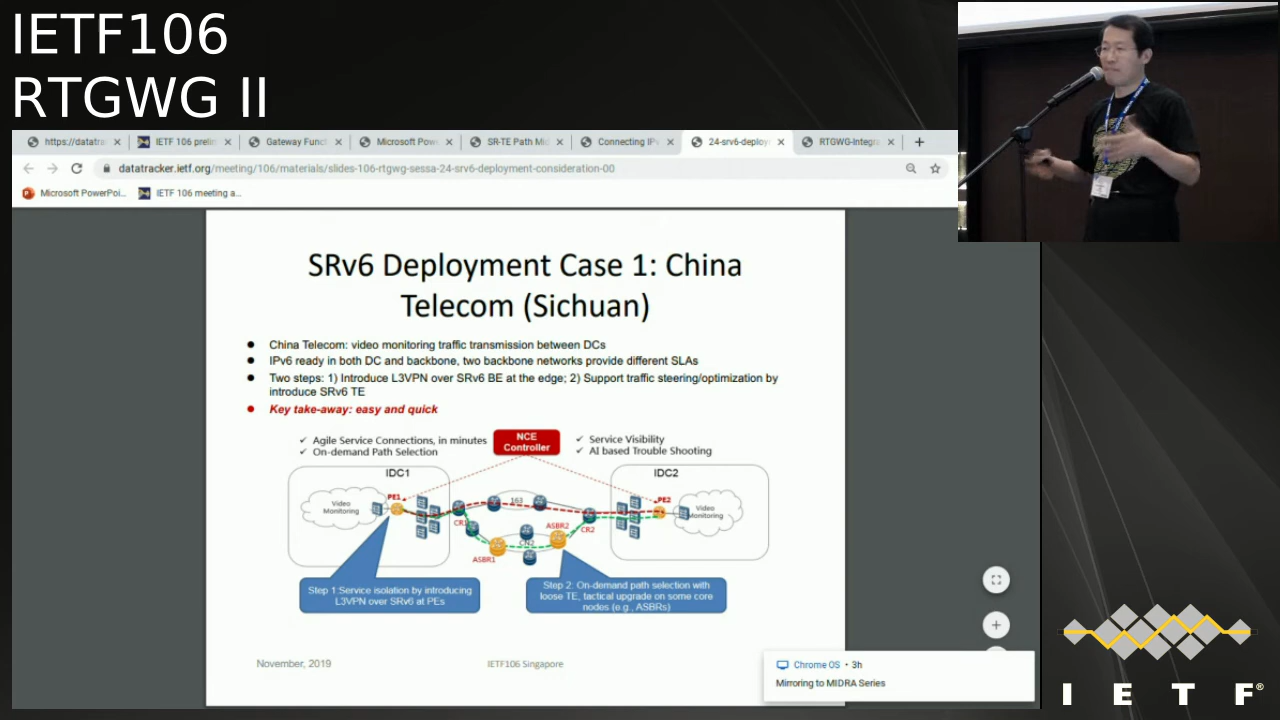 IETF106
RTGWG II
https://datatra
IETF 106 prelin
Gateway Funct
Microsoft Pow
SR-TE Path Mi
Connecting IPv
24-srv6-deploy
RTGWG-Integra
datatracker.ietf.org/meeting/106/materials/slides-106-rtgwg-sessa-24-srv6-deployment-consideration-00
Microsoft PowerPoi...
IETF 106 meeting a...
SRv6 Deployment Case 1: China
Telecom (Sichuan)
China Telecom: video monitoring traffic transmission between DCs
IPv6 ready in both DC and backbone, two backbone networks provide different SLAs
Two steps: 1) Introduce L3VPN over SRv6 BE at the edge; 2) Support traffic steering/optimization by
introduce SRv6 TE
Key take-away: easy and quick
Agile Service Connections, in minutes
On-demand Path Selection
NCE
Controller
Service Visibility
AI based Trouble Shooting
IDC1
IDC2
Video
Monitoring
PE1
CR1
163
CN2
ASBR1
ASBR2
CR2
PE2
Video
Monitoring
Step 1:Service isolation by introducing
L3VPN over SRv6 at PEs
Step 2: On-demand path selection with
loose TE, tactical upgrade on some core
nodes (e.g., ASBRs)
November, 2019
IETF106 Singapore
Chrome OS • 3h
Mirroring to MIDRA Series
I E T F®